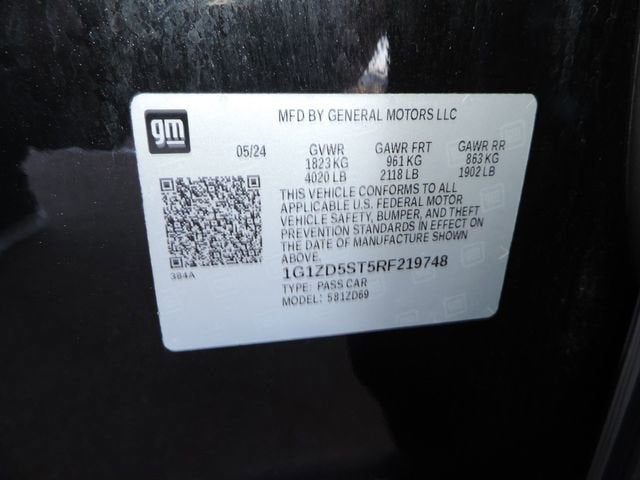 gm
MFD BY GENERAL MOTORS LLC
05/24 GVWR GAWR FRT GAWR RR
1823 KG 961 KG 863 KG
4020 LB 2118 LB 1902 LB
THIS VEHICLE CONFORMS TO ALL
APPLICABLE U.S. FEDERAL MOTOR
VEHICLE SAFETY, BUMPER, AND THEFT
PREVENTION STANDARDS IN EFFECT ON
THE DATE OF MANUFACTURE SHOWN
ABOVE.
384A
1G1ZD5ST5RF219748
TYPE: PASS CAR
MODEL: 581ZD69